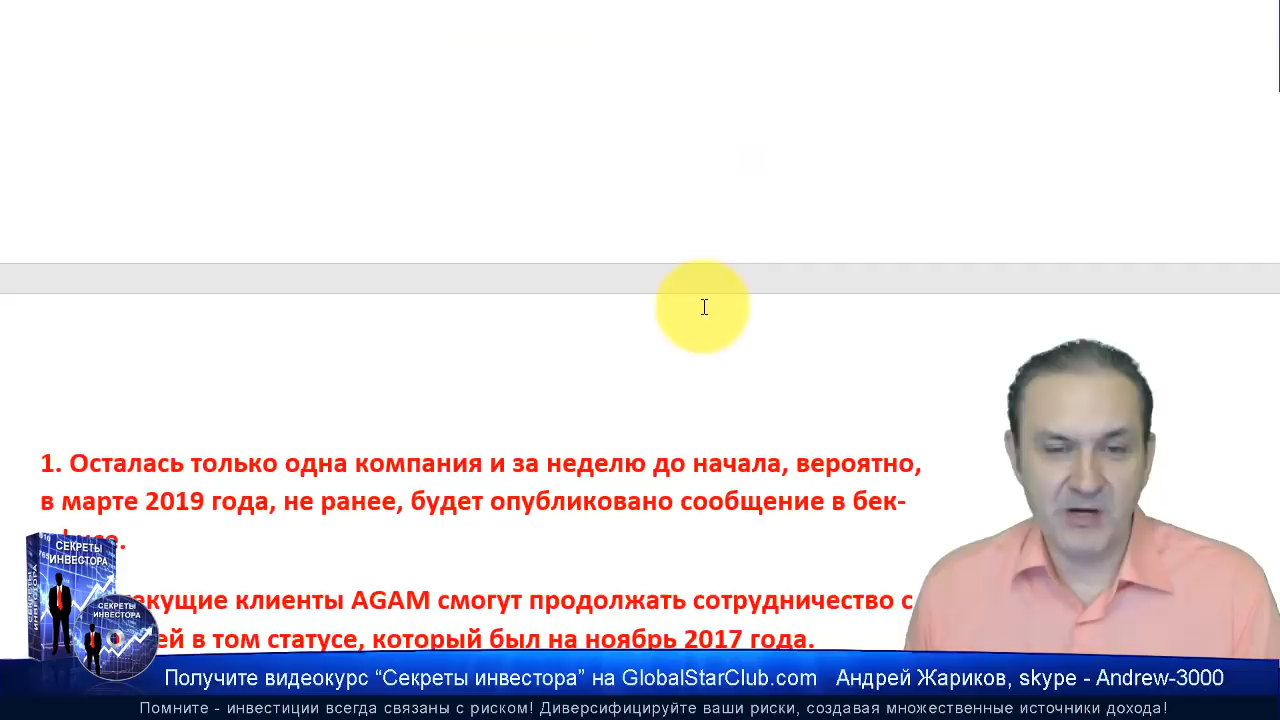 1. Осталась только одна компания и за неделю до начала, вероятно,
в марте 2019 года, не ранее, будет опубликовано сообщение в бек-
текущие клиенты AGAM смогут продолжать сотрудничество с
в том статусе, который был на ноябрь 2017 года.
СЕКРЕТЫ
ИНВЕСТОРА
СЕКРЕТЫ
ИНВЕСТОРА
СЕКРЕТЫ
ИНВЕСТОРА
Получите видеокурс “Секреты инвестора” на GlobalStarClub.com Андрей Жариков, skype - Andrew-3000
Помните - инвестиции всегда связаны с риском! Диверсифицируйте ваши риски, создавая множественные источники дохода!